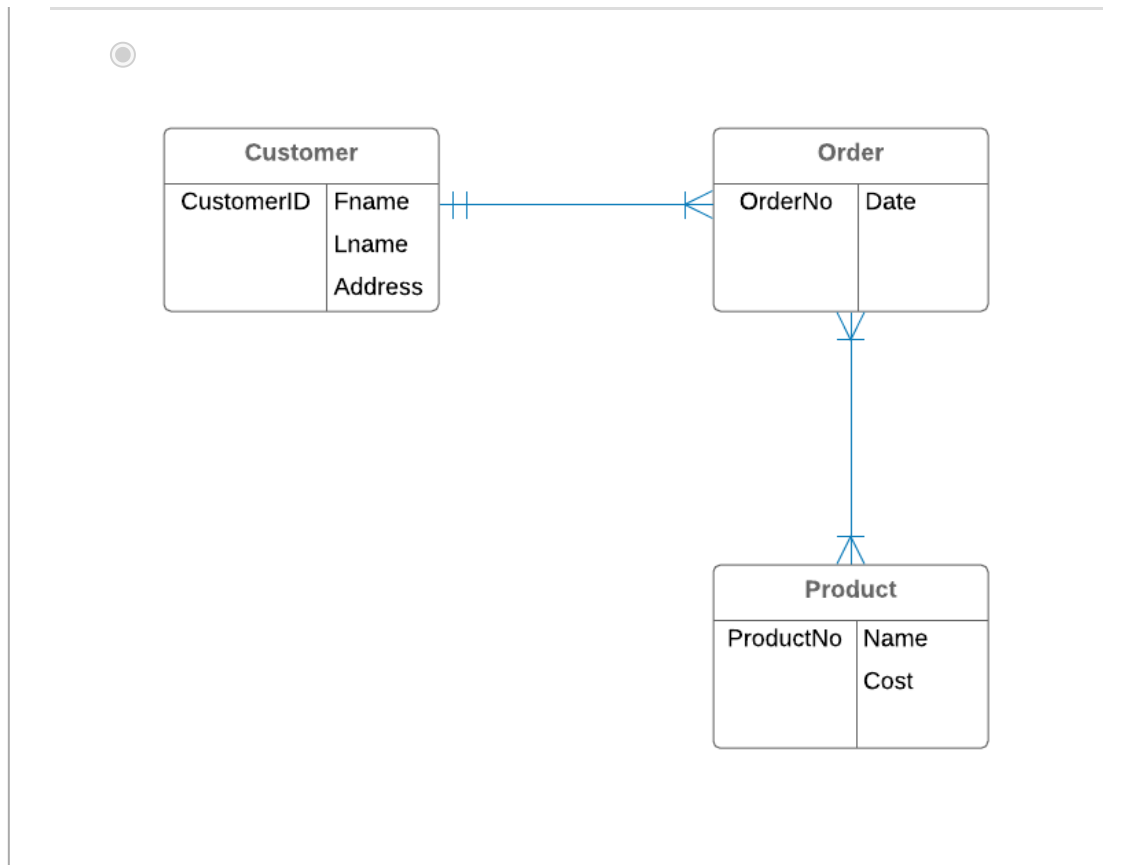 Customer
CustomerID Fname
Lname
Address
Order
OrderNo Date
Product
ProductNo Name
Cost